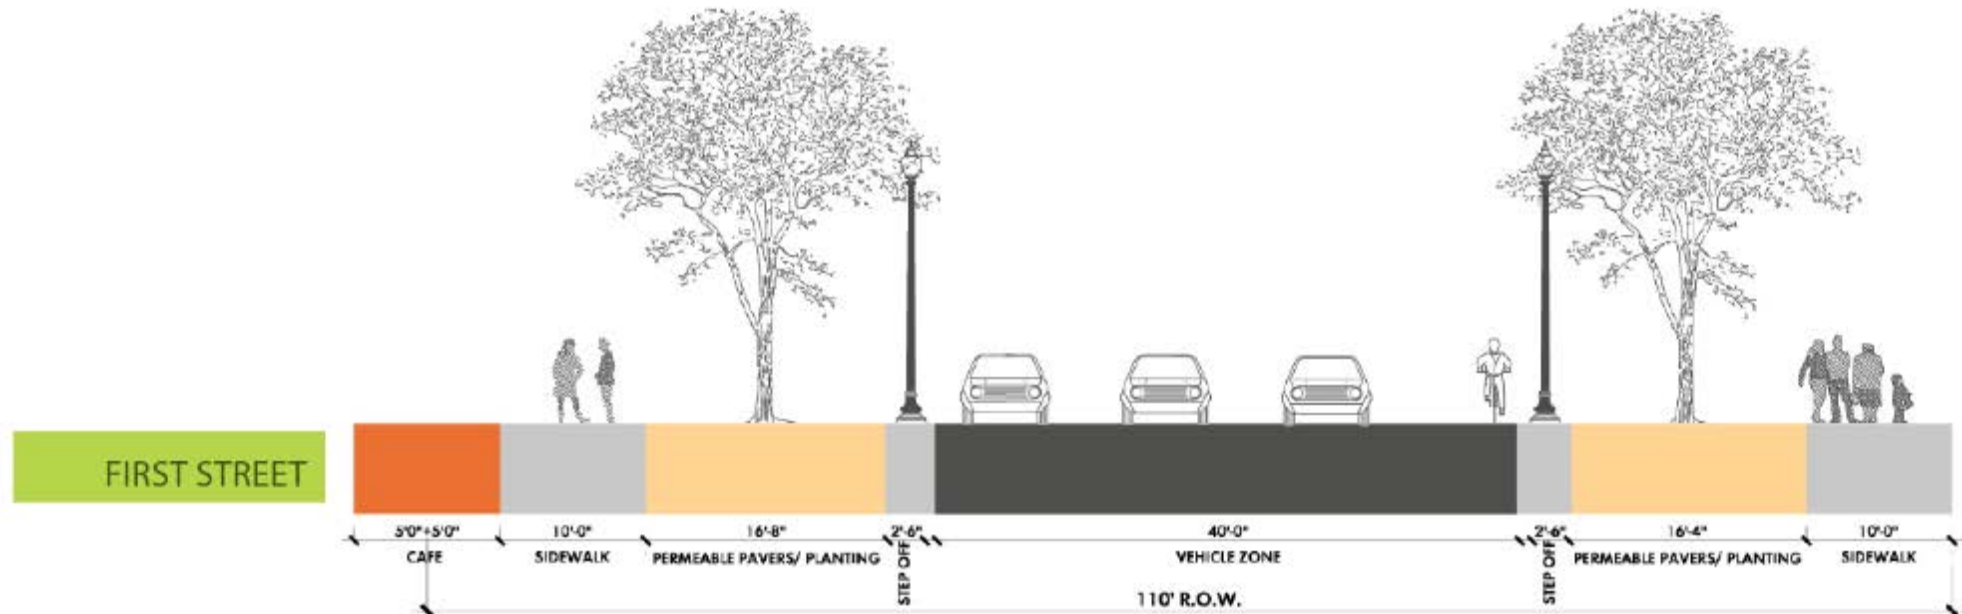 FIRST STREET
5'0"+5'0" 10'-0" 16'-8" 2'-6" 40'-0" 2'-6" 16'-4" 10'-0"
CAFE SIDEWALK PERMEABLE PAVERS/ PLANTING STEP OFF VEHICLE ZONE STEP OFF PERMEABLE PAVERS/ PLANTING SIDEWALK
110' R.O.W.